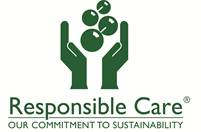 Responsible Care®
OUR COMMITMENT TO SUSTAINABILITY